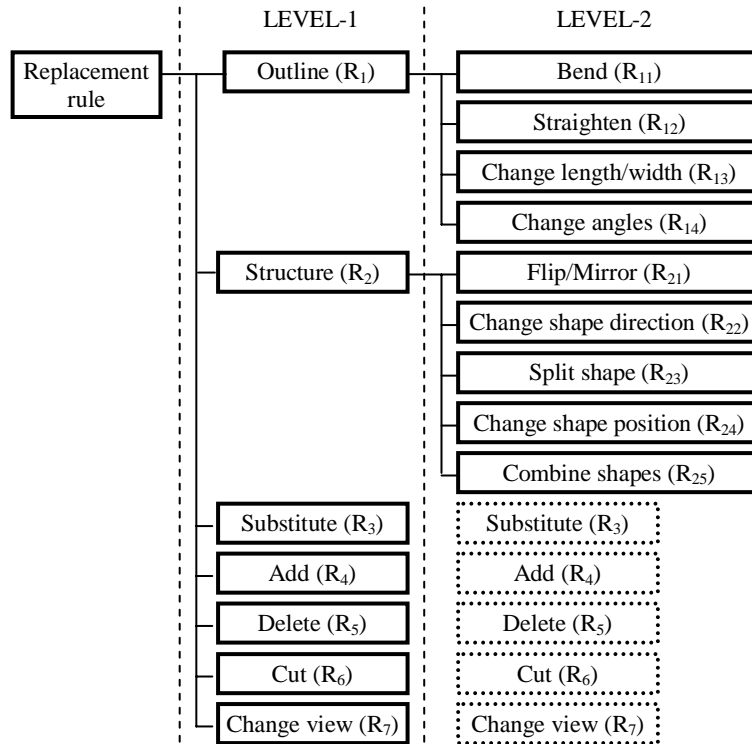 LEVEL-1 LEVEL-2
Replacement
rule
Outline (R₁) Bend (R₁₁)
Straighten (R₁₂)
Change length/width (R₁₃)
Change angles (R₁₄)
Structure (R₂) Flip/Mirror (R₂₁)
Change shape direction (R₂₂)
Split shape (R₂₃)
Change shape position (R₂₄)
Combine shapes (R₂₅)
Substitute (R₃) Substitute (R₃)
Add (R₄) Add (R₄)
Delete (R₅) Delete (R₅)
Cut (R₆) Cut (R₆)
Change view (R₇) Change view (R₇)